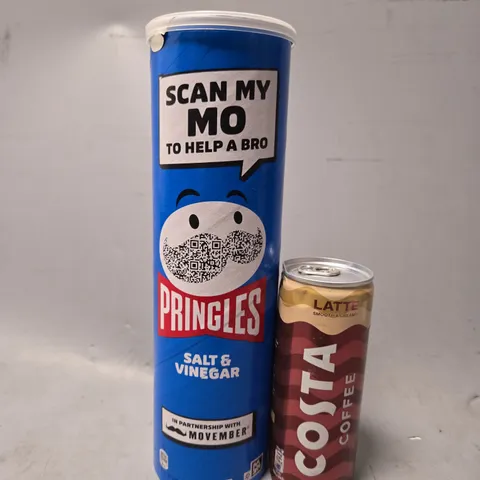 SCAN MY
MO
TO HELP A BRO
PRINGLES
SALT &
VINEGAR
IN PARTNERSHIP WITH
MOVEMBER
LATTE
COSTA
COFFEE